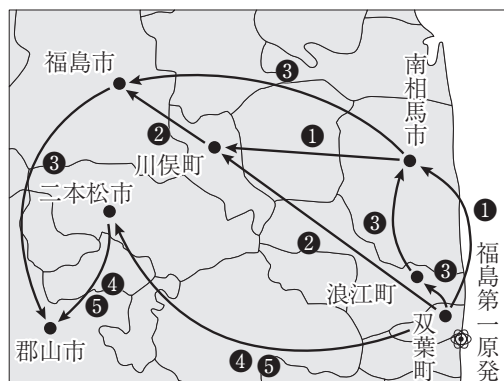 福島市
南相馬市
川俣町
二本松市
浪江町
双葉町
福島第一原発
郡山市
❸
❶
❷
❶
❸
❸
❷
❸
❹
❺
❹❺